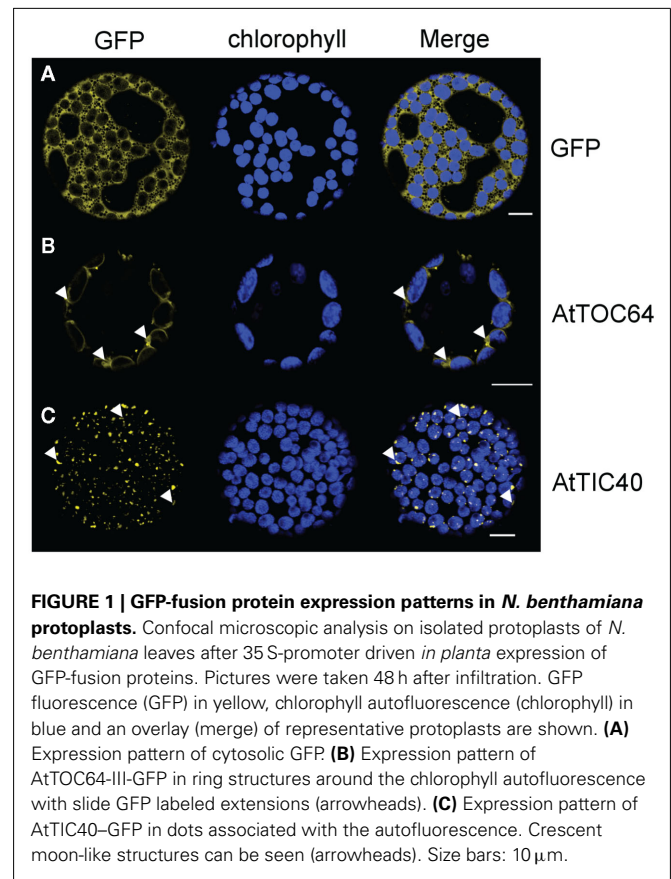 GFP chlorophyll Merge
A
GFP
B
AtTOC64
C
AtTIC40
FIGURE 1 | GFP-fusion protein expression patterns in N. benthamiana
protoplasts. Confocal microscopic analysis on isolated protoplasts of N.
benthamiana leaves after 35 S-promoter driven in planta expression of
GFP-fusion proteins. Pictures were taken 48 h after infiltration. GFP
fluorescence (GFP) in yellow, chlorophyll autofluorescence (chlorophyll) in
blue and an overlay (merge) of representative protoplasts are shown. (A)
Expression pattern of cytosolic GFP. (B) Expression pattern of
AtTOC64-III-GFP in ring structures around the chlorophyll autofluorescence
with slide GFP labeled extensions (arrowheads). (C) Expression pattern of
AtTIC40–GFP in dots associated with the autofluorescence. Crescent
moon-like structures can be seen (arrowheads). Size bars: 10 μm.